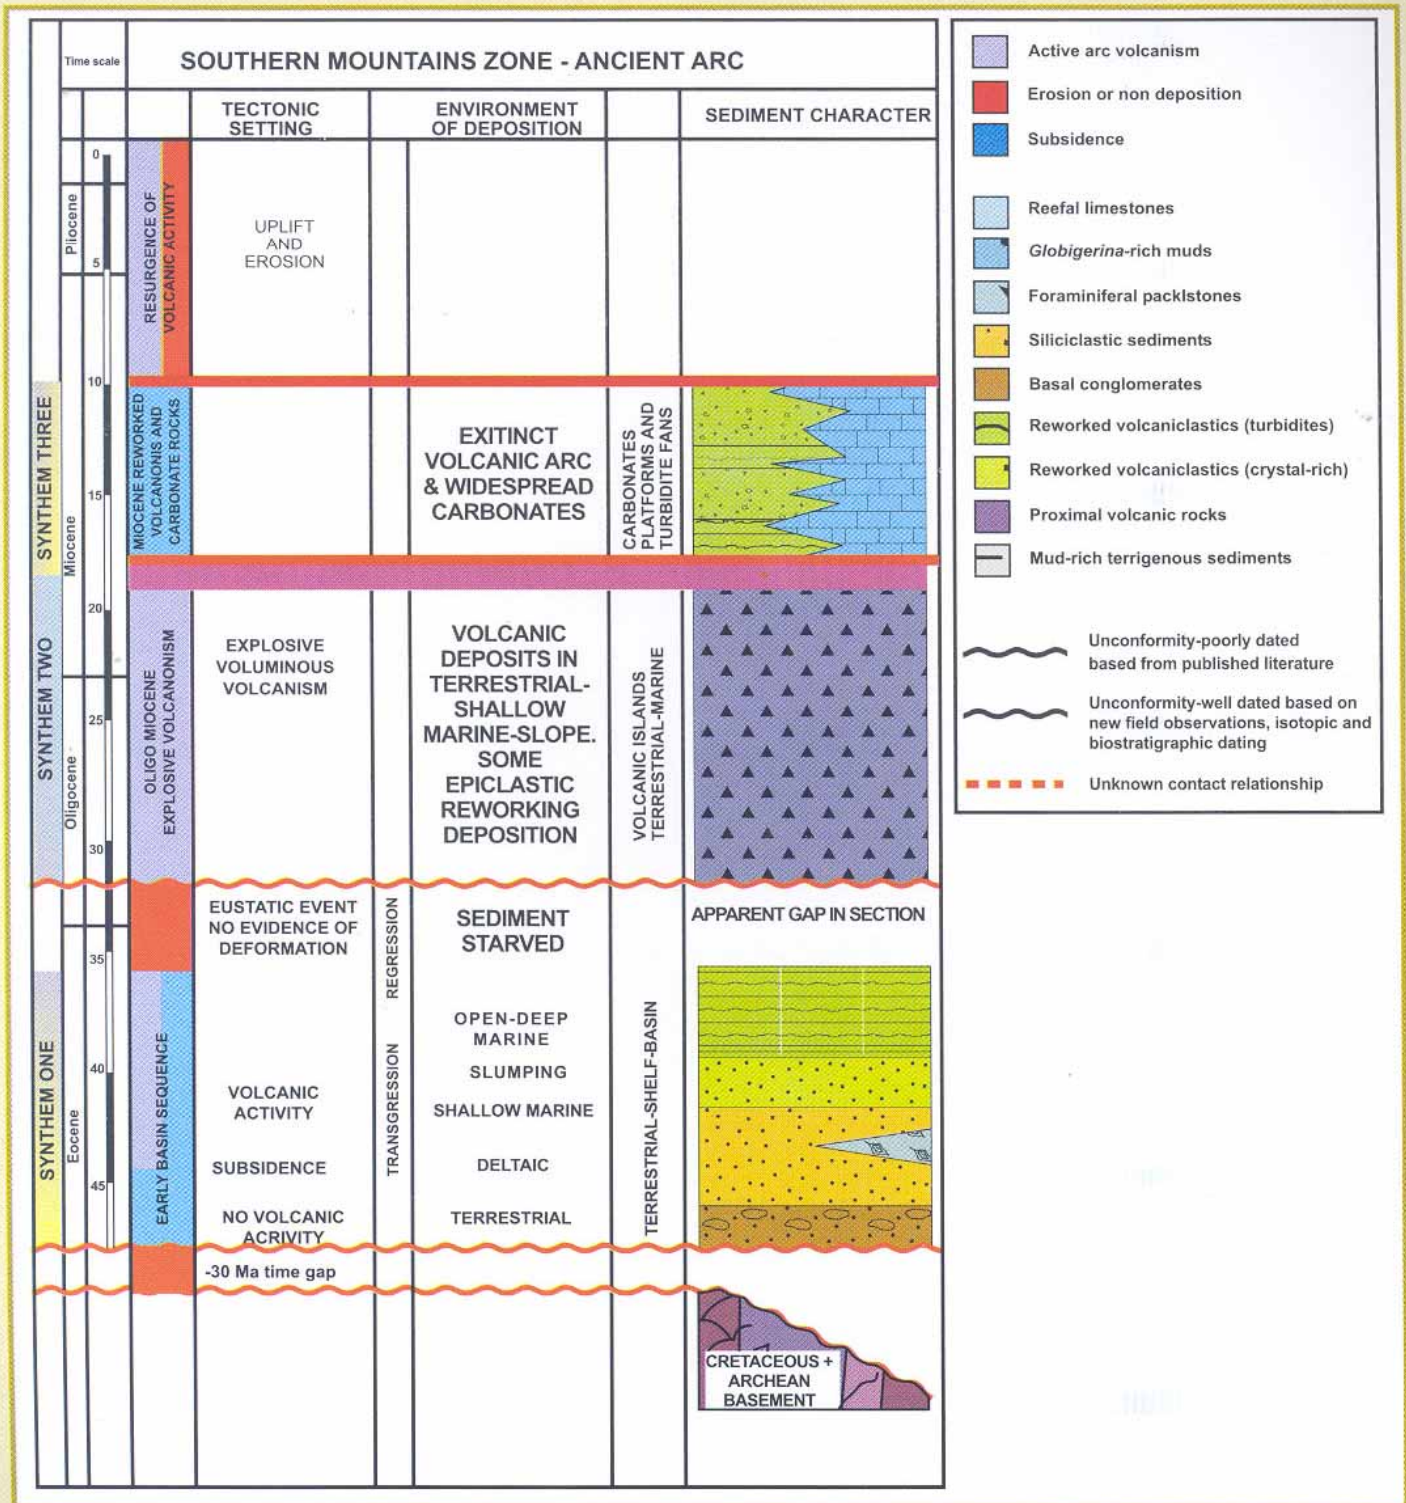 Time scale
SOUTHERN MOUNTAINS ZONE - ANCIENT ARC
TECTONIC
SETTING
ENVIRONMENT
OF DEPOSITION
SEDIMENT CHARACTER
0
5
10
15
20
25
30
35
40
45
Pliocene
Miocene
Oligocene
Eocene
SYNTHEM THREE
SYNTHEM TWO
SYNTHEM ONE
RESURGENCE OF
VOLCANIC ACTIVITY
UPLIFT
AND
EROSION
MIOCENE REWORKED
VOLCANONIS AND
CARBONATE ROCKS
EXITINCT
VOLCANIC ARC
& WIDESPREAD
CARBONATES
CARBONATES
PLATFORMS AND
TURBIDITE FANS
OLIGO MIOCENE
EXPLOSIVE VOLCANONISM
EXPLOSIVE
VOLUMINOUS
VOLCANISM
VOLCANIC
DEPOSITS IN
TERRESTRIAL-
SHALLOW
MARINE-SLOPE.
SOME
EPICLASTIC
REWORKING
DEPOSITION
VOLCANIC ISLANDS
TERRESTRIAL-MARINE
EUSTATIC EVENT
NO EVIDENCE OF
DEFORMATION
REGRESSION
SEDIMENT
STARVED
APPARENT GAP IN SECTION
EARLY BASIN SEQUENCE
VOLCANIC
ACTIVITY
SUBSIDENCE
NO VOLCANIC
ACRIVITY
TRANSGRESSION
OPEN-DEEP
MARINE
SLUMPING
SHALLOW MARINE
DELTAIC
TERRESTRIAL
TERRESTRIAL-SHELF-BASIN
-30 Ma time gap
CRETACEOUS +
ARCHEAN
BASEMENT
Active arc volcanism
Erosion or non deposition
Subsidence
Reefal limestones
Globigerina-rich muds
Foraminiferal packlstones
Siliciclastic sediments
Basal conglomerates
Reworked volcaniclastics (turbidites)
Reworked volcaniclastics (crystal-rich)
Proximal volcanic rocks
Mud-rich terrigenous sediments
Unconformity-poorly dated
based from published literature
Unconformity-well dated based on
new field observations, isotopic and
biostratigraphic dating
Unknown contact relationship